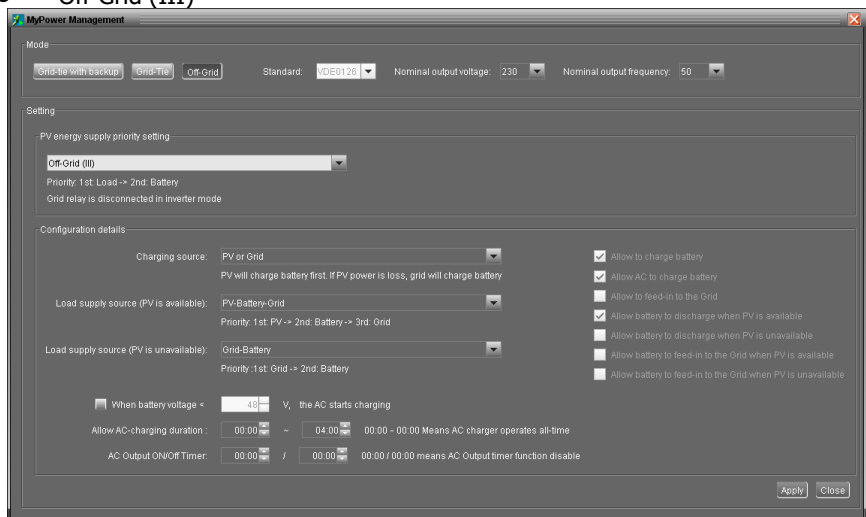 Off-Grid (III)
MyPower Management
Mode
Grid-tie with backup Grid-Tie Off-Grid Standard: VDE0126 Nominal output voltage: 230 Nominal output frequency: 50
Setting
PV energy supply priority setting
Off-Grid (III)
Priority: 1st: Load -> 2nd: Battery
Grid relay is disconnected in inverter mode
Configuration details
Charging source: PV or Grid
PV will charge battery first. If PV power is loss, grid will charge battery
Load supply source (PV is available): PV-Battery-Grid
Priority: 1st: PV-> 2nd: Battery-> 3rd: Grid
Load supply source (PV is unavailable): Grid-Battery
Priority :1st: Grid -> 2nd: Battery
Allow to charge battery
Allow AC to charge battery
Allow to feed-in to the Grid
Allow battery to discharge when PV is available
Allow battery to discharge when PV is unavailable
Allow battery to feed-in to the Grid when PV is available
Allow battery to feed-in to the Grid when PV is unavailable
When battery voltage < 48 V, the AC starts charging
Allow AC-charging duration : 00:00 ~ 04:00 00:00 - 00:00 Means AC charger operates all-time
AC Output ON/Off Timer: 00:00 / 00:00 00:00 / 00:00 means AC Output timer function disable
Apply Close